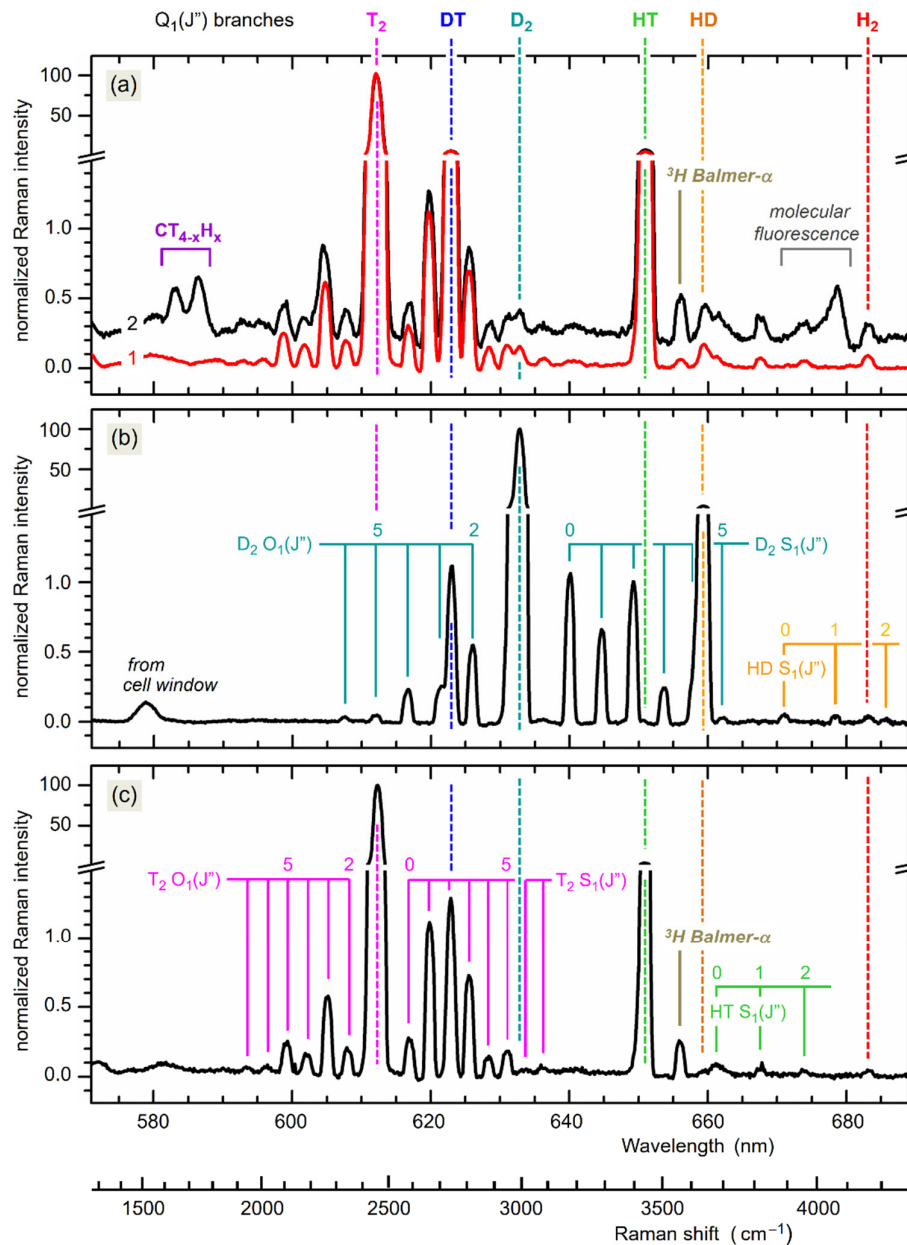 Q₁(J") branches T₂ DT D₂ HT HD H₂
(a)
100
50
normalized Raman intensity
³H Balmer-α
molecular
fluorescence
CT₄₋ₓHₓ
1.0
0.5
2
0.0
1
(b)
100
50
normalized Raman intensity
D₂ O₁(J") 5 2 0 5 D₂ S₁(J")
1.0
0.5
from
cell window
0 1 2
HD S₁(J")
0.0
(c)
100
50
normalized Raman intensity
T₂ O₁(J") 5 2 0 5 T₂ S₁(J")
³H Balmer-α
1.0
0.5
0 1 2
HT S₁(J")
0.0
580 600 620 640 660 680
Wavelength (nm)
1500 2000 2500 3000 3500 4000
Raman shift (cm⁻¹)